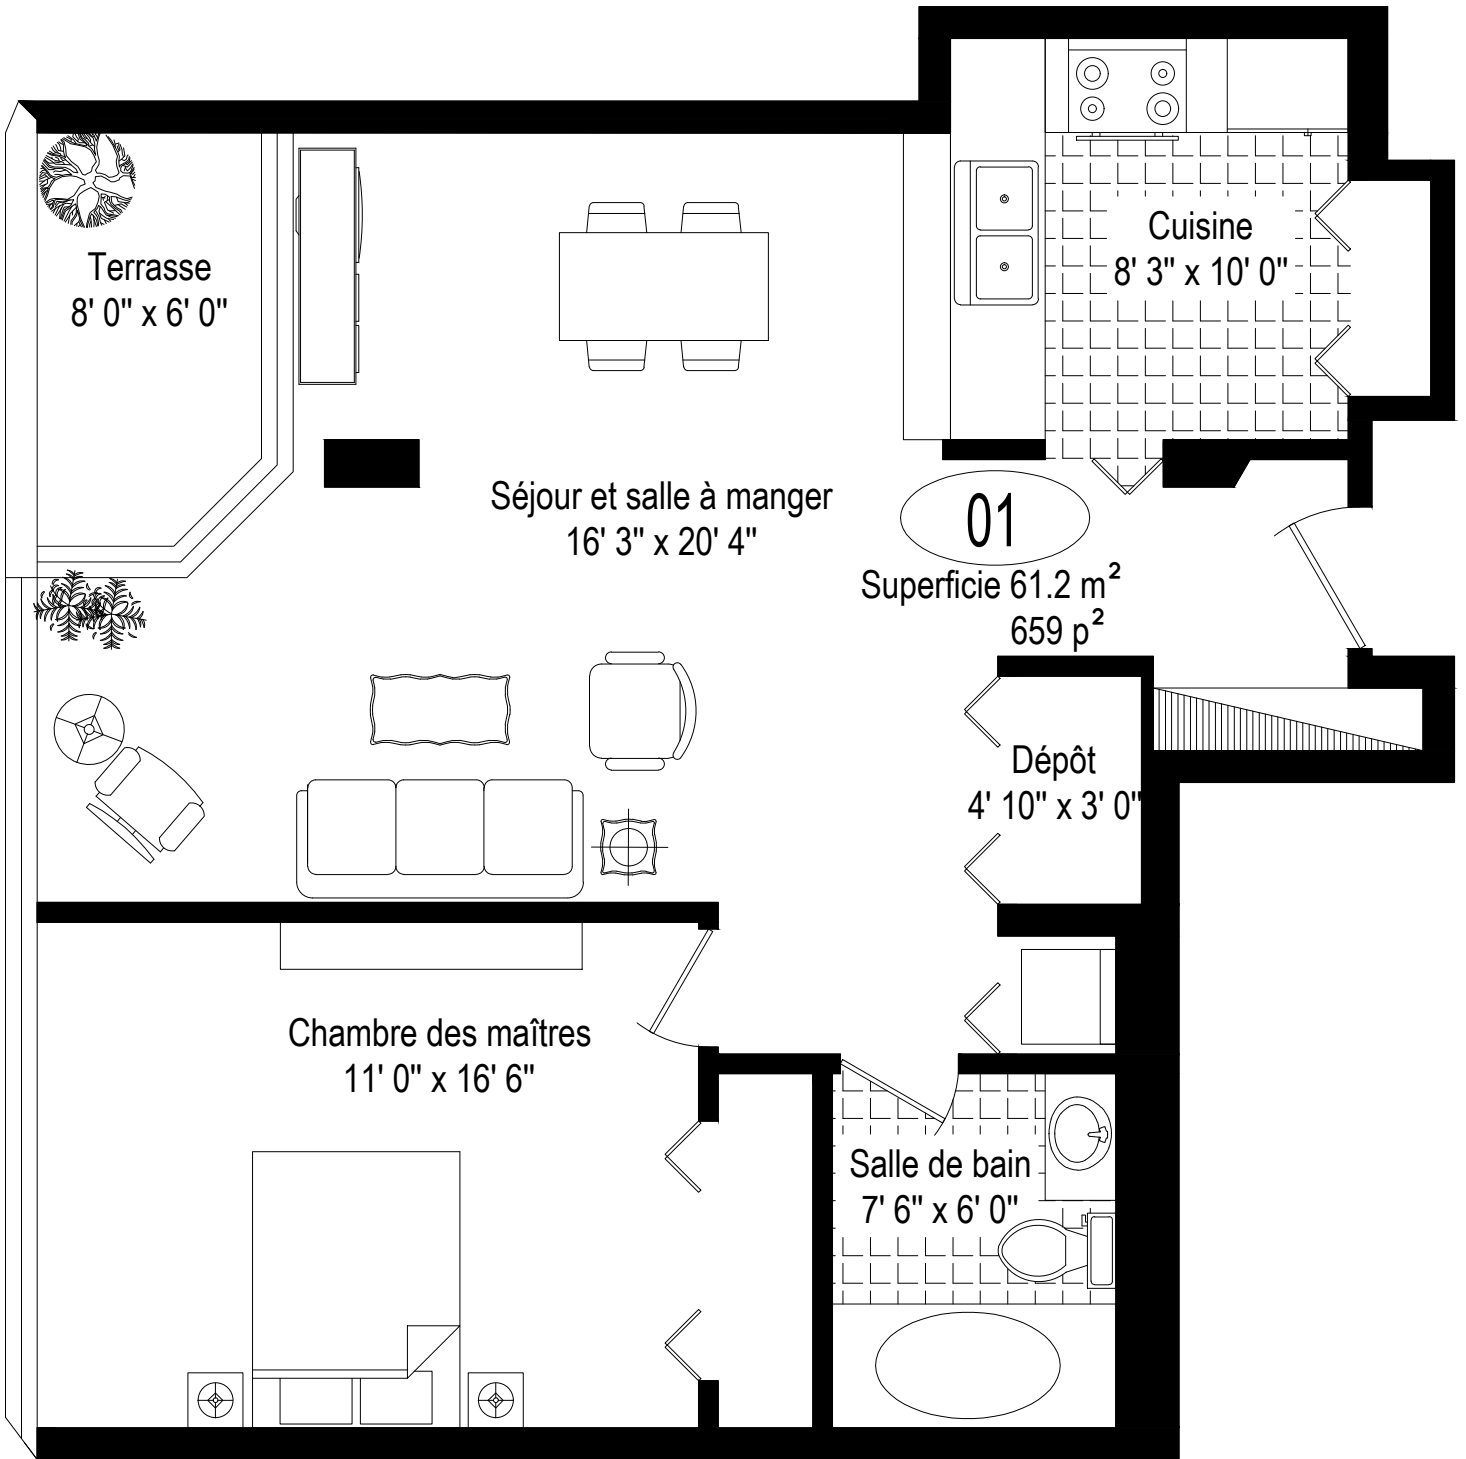 Cuisine
8' 3" x 10' 0"
Terrasse
8' 0" x 6' 0"
Séjour et salle à manger
16' 3" x 20' 4"
01
Superficie 61.2 m²
659 p²
Dépôt
4' 10" x 3' 0"
Chambre des maîtres
11' 0" x 16' 6"
Salle de bain
7' 6" x 6' 0"